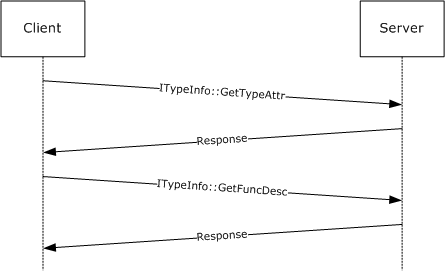 Client
Server
ITypeInfo::GetTypeAttr
Response
ITypeInfo::GetFuncDesc
Response